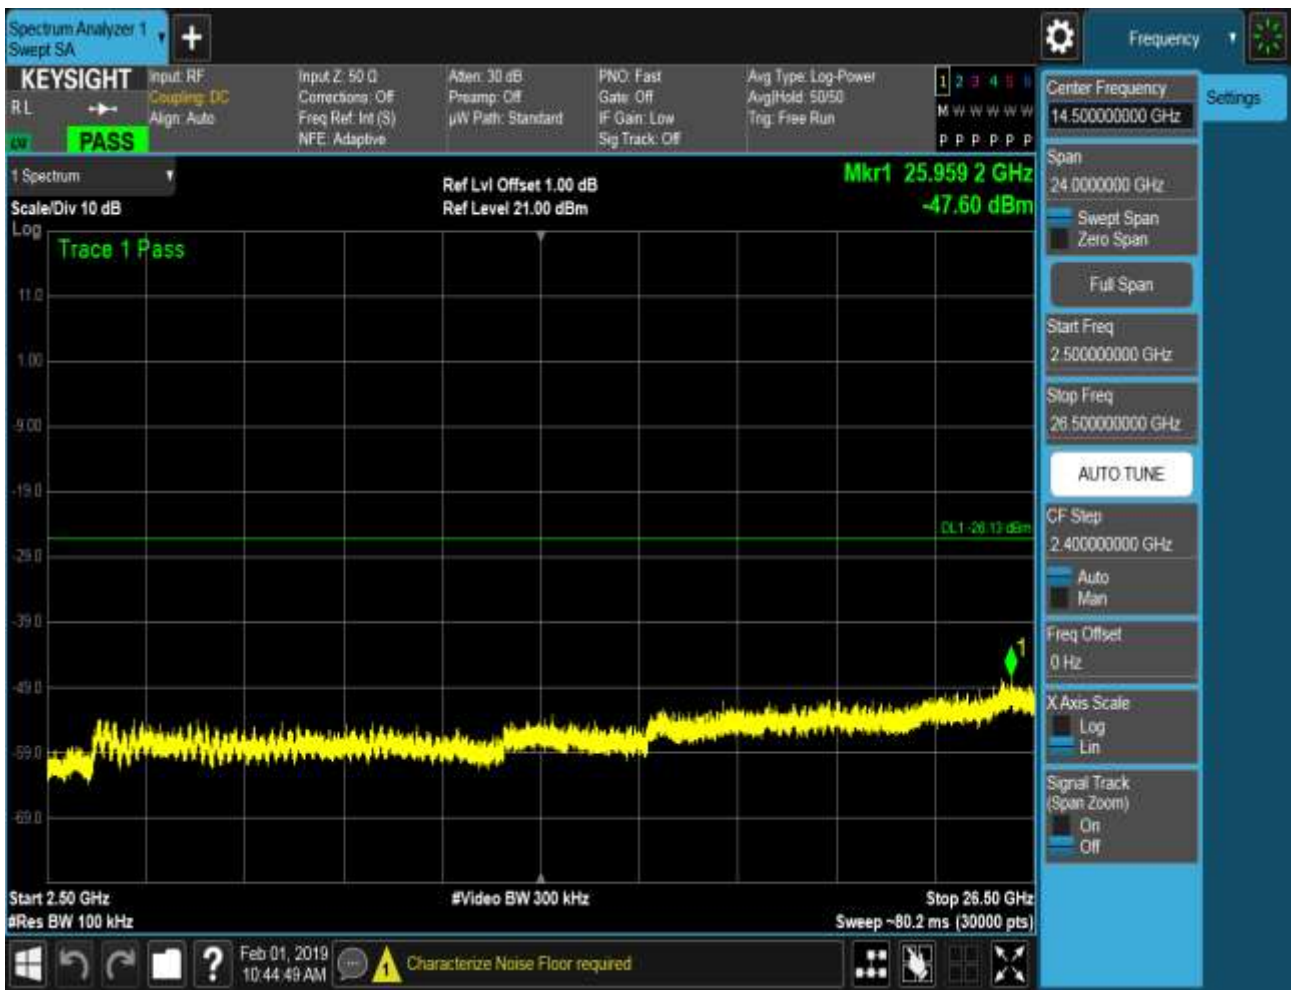 Spectrum Analyzer 1
Swept SA
Frequency
KEYSIGHT
Input: RF
Coupling: DC
Align: Auto
Input Z: 50 Ω
Corrections: Off
Freq Ref: Int (S)
NFE: Adaptive
Atten: 30 dB
Preamp: Off
µW Path: Standard
PNO: Fast
Gate: Off
IF Gain: Low
Sig Track: Off
Avg Type: Log-Power
Avg|Hold: 50/50
Trig: Free Run
1 2 3 4 5 6
M W W W W W
P P P P P P
R L
PASS
Center Frequency
14.500000000 GHz
Settings
1 Spectrum
Scale/Div 10 dB
Ref Lvl Offset 1.00 dB
Ref Level 21.00 dBm
Mkr1 25.959 2 GHz
-47.60 dBm
Span
24.0000000 GHz
Swept Span
Zero Span
Log
Trace 1 Pass
Full Span
11.0
Start Freq
2.500000000 GHz
1.00
Stop Freq
26.500000000 GHz
-9.00
AUTO TUNE
-19.0
DL1 -26.13 dBm
CF Step
2.400000000 GHz
Auto
Man
-29.0
-39.0
Freq Offset
0 Hz
1
-49.0
X Axis Scale
Log
Lin
-59.0
Signal Track
(Span Zoom)
On
Off
-69.0
Start 2.50 GHz
#Video BW 300 kHz
Stop 26.50 GHz
#Res BW 100 kHz
Sweep ~80.2 ms (30000 pts)
?
Feb 01, 2019
10:44:49 AM
1
Characterize Noise Floor required